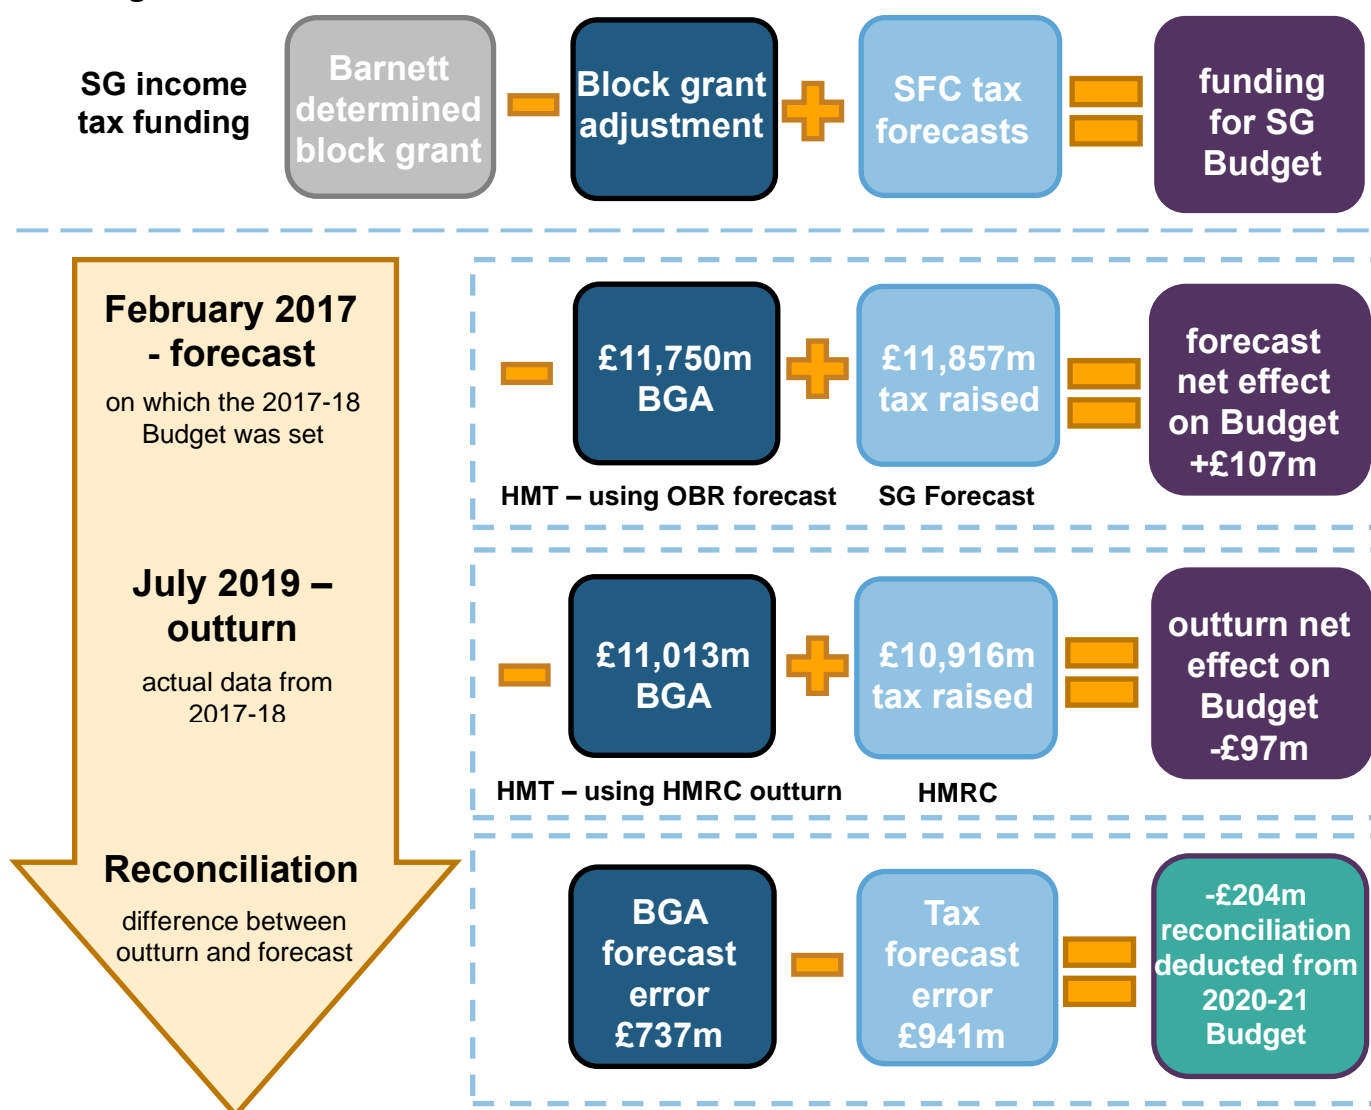 SG income
tax funding
Barnett
determined
block grant
Block grant
adjustment
SFC tax
forecasts
funding
for SG
Budget
February 2017
- forecast
on which the 2017-18
Budget was set
£11,750m
BGA
£11,857m
tax raised
forecast
net effect
on Budget
+£107m
HMT – using OBR forecast
SG Forecast
July 2019 –
outturn
actual data from
2017-18
£11,013m
BGA
£10,916m
tax raised
outturn net
effect on
Budget
-£97m
HMT – using HMRC outturn
HMRC
Reconciliation
difference between
outturn and forecast
BGA
forecast
error
£737m
Tax
forecast
error
£941m
-£204m
reconciliation
deducted from
2020-21
Budget